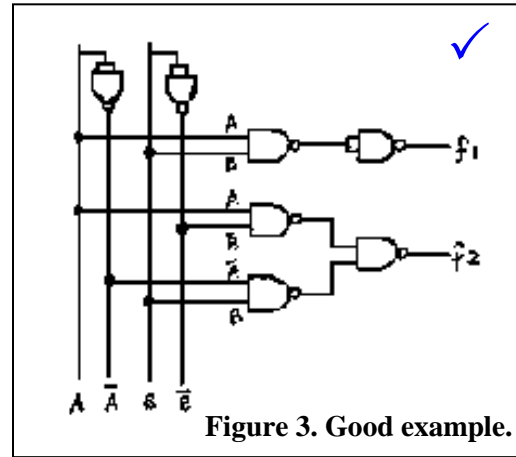 A
B
f1
A
B̅
f2
A̅
B
A A̅ B B̅
Figure 3. Good example.